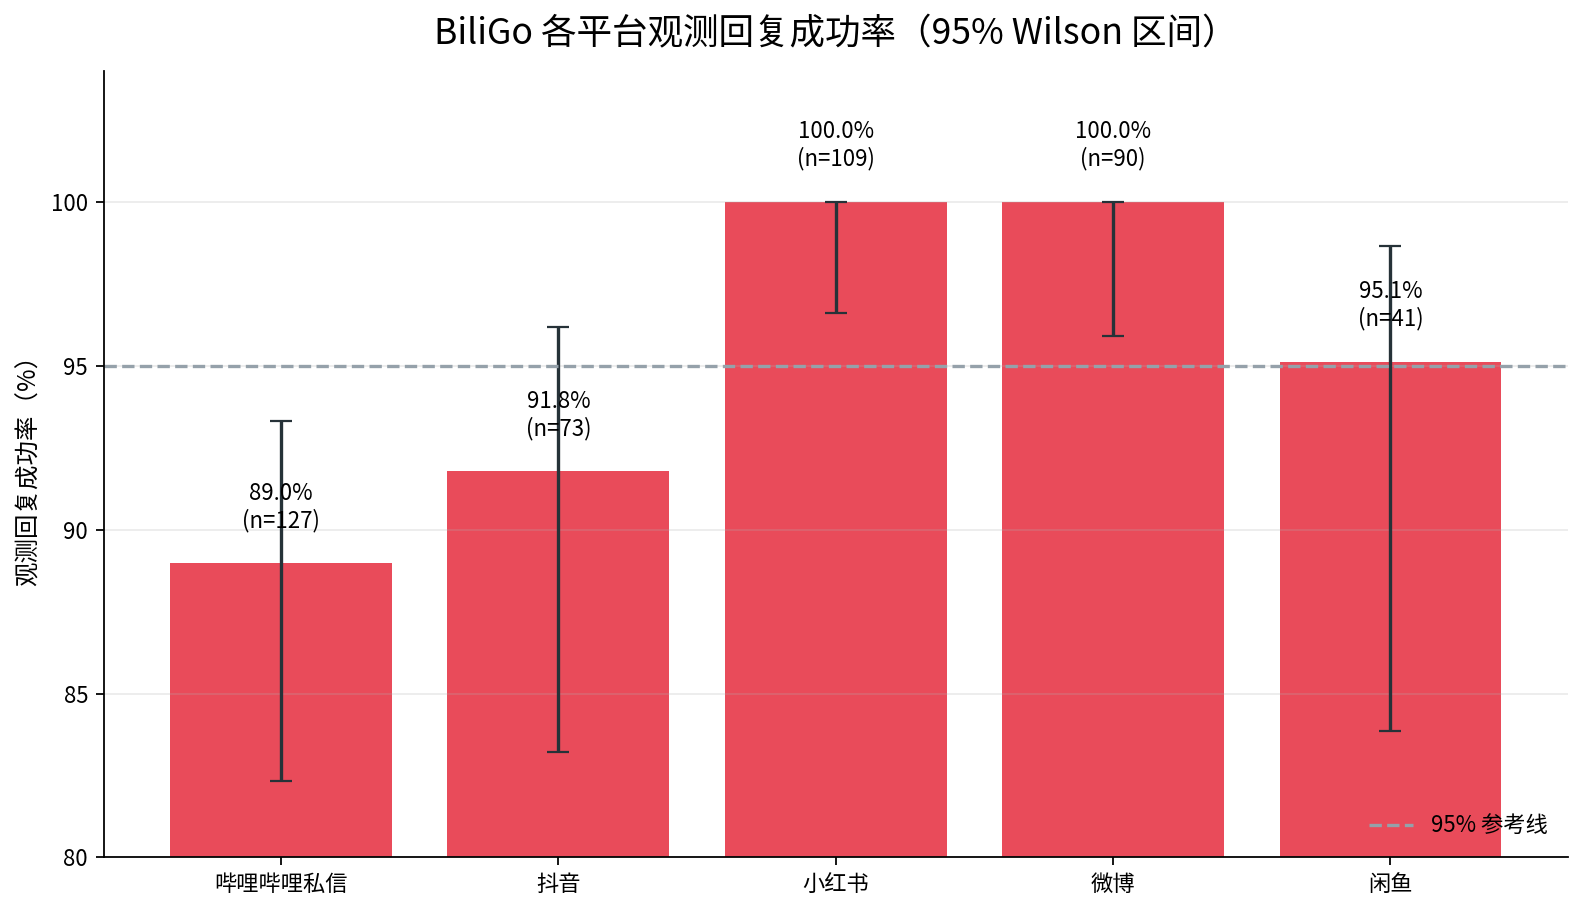 BiliGo 各平台观测回复成功率（95% Wilson 区间）
观测回复成功率（%）
100
95
90
85
80
89.0%
(n=127)
91.8%
(n=73)
100.0%
(n=109)
100.0%
(n=90)
95.1%
(n=41)
95% 参考线
哔哩哔哩私信
抖音
小红书
微博
闲鱼